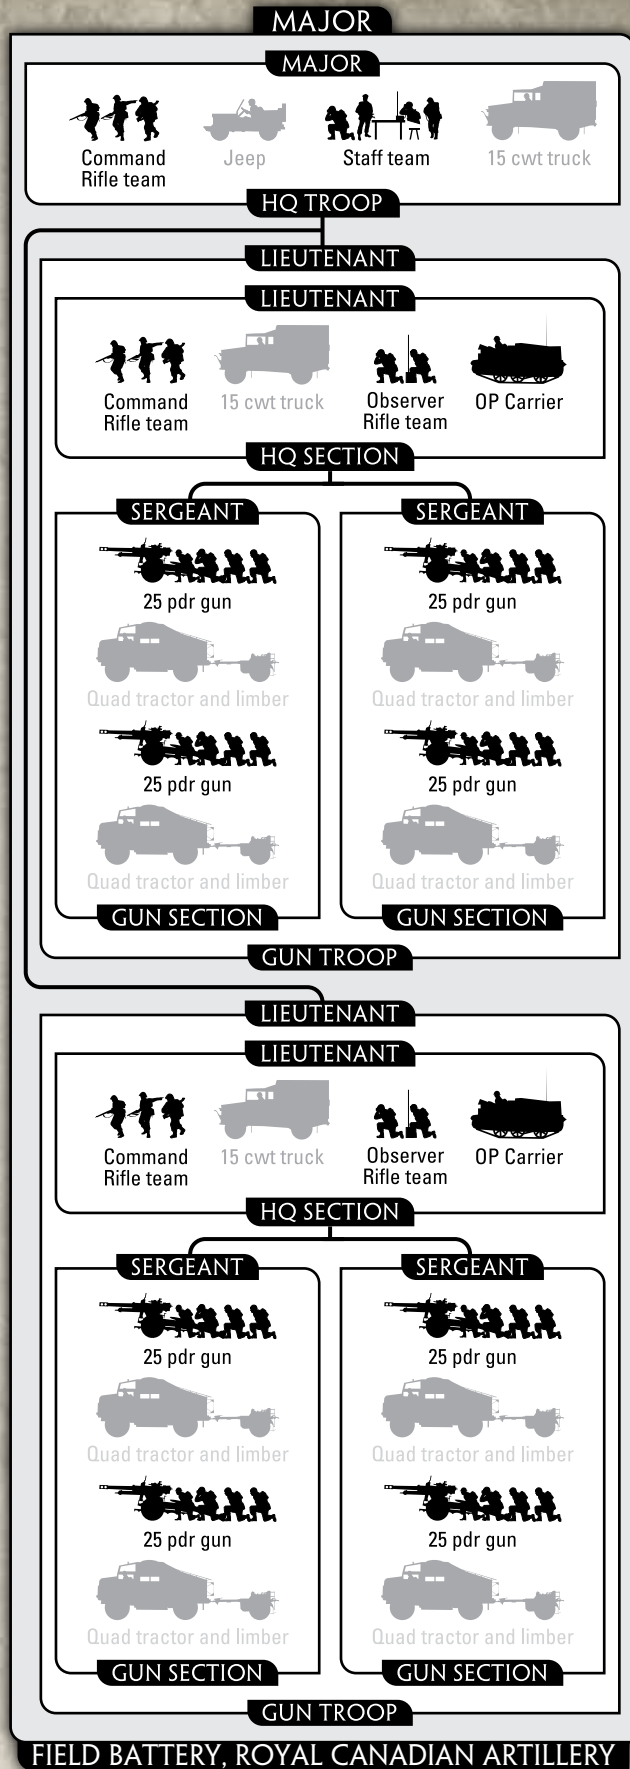 MAJOR
MAJOR
Command
Rifle team
Jeep
Staff team
15 cwt truck
HQ TROOP
LIEUTENANT
LIEUTENANT
Command
Rifle team
15 cwt truck
Observer
Rifle team
OP Carrier
HQ SECTION
SERGEANT
25 pdr gun
Quad tractor and limber
25 pdr gun
Quad tractor and limber
GUN SECTION
SERGEANT
25 pdr gun
Quad tractor and limber
25 pdr gun
Quad tractor and limber
GUN SECTION
GUN TROOP
LIEUTENANT
LIEUTENANT
Command
Rifle team
15 cwt truck
Observer
Rifle team
OP Carrier
HQ SECTION
SERGEANT
25 pdr gun
Quad tractor and limber
25 pdr gun
Quad tractor and limber
GUN SECTION
SERGEANT
25 pdr gun
Quad tractor and limber
25 pdr gun
Quad tractor and limber
GUN SECTION
GUN TROOP
FIELD BATTERY, ROYAL CANADIAN ARTILLERY